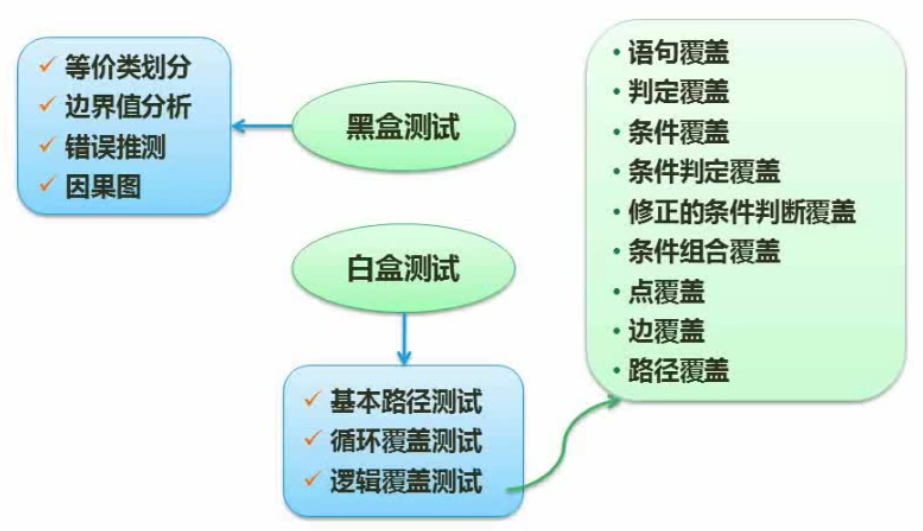 等价类划分
边界值分析
错误推测
因果图
黑盒测试
白盒测试
基本路径测试
循环覆盖测试
逻辑覆盖测试
语句覆盖
判定覆盖
条件覆盖
条件判定覆盖
修正的条件判断覆盖
条件组合覆盖
点覆盖
边覆盖
路径覆盖